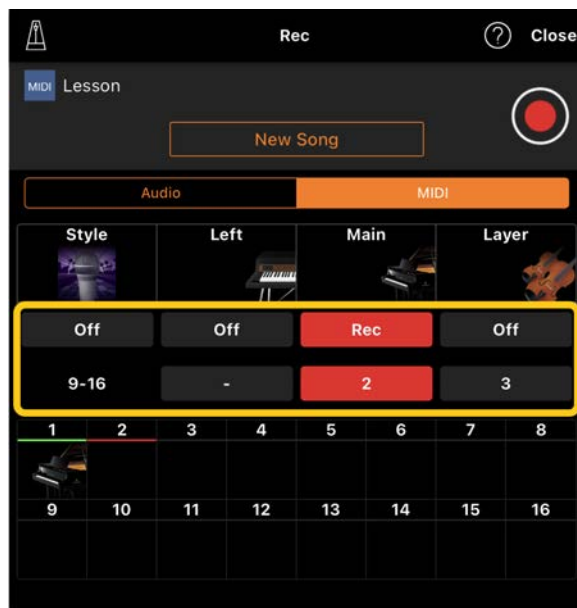 Rec
Close
MIDI Lesson
New Song
Audio MIDI
Style Left Main Layer
Off Off Rec Off
9-16 - 2 3
1 2 3 4 5 6 7 8
9 10 11 12 13 14 15 16